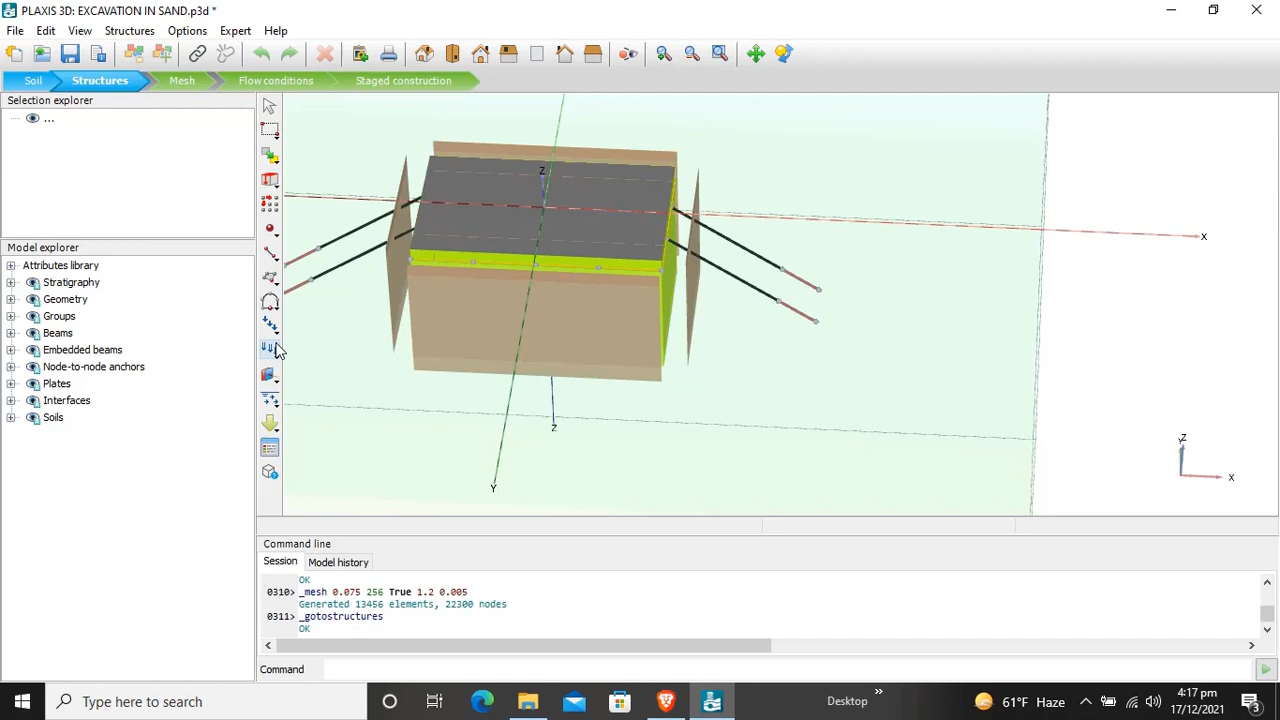 PLAXIS 3D: EXCAVATION IN SAND.p3d *
File Edit View Structures Options Expert Help
Soil Structures Mesh Flow conditions Staged construction
Selection explorer
...
Model explorer
Attributes library
Stratigraphy
Geometry
Groups
Beams
Embedded beams
Node-to-node anchors
Plates
Interfaces
Soils
Z
X
Z
Y
Z
Y
X
Command line
Session Model history
OK
0310> _mesh 0.075 256 True 1.2 0.005
Generated 13456 elements, 22300 nodes
0311> _gotostructures
OK
Command
Type here to search
Desktop
»
61°F Haze
4:17 pm
17/12/2021
3